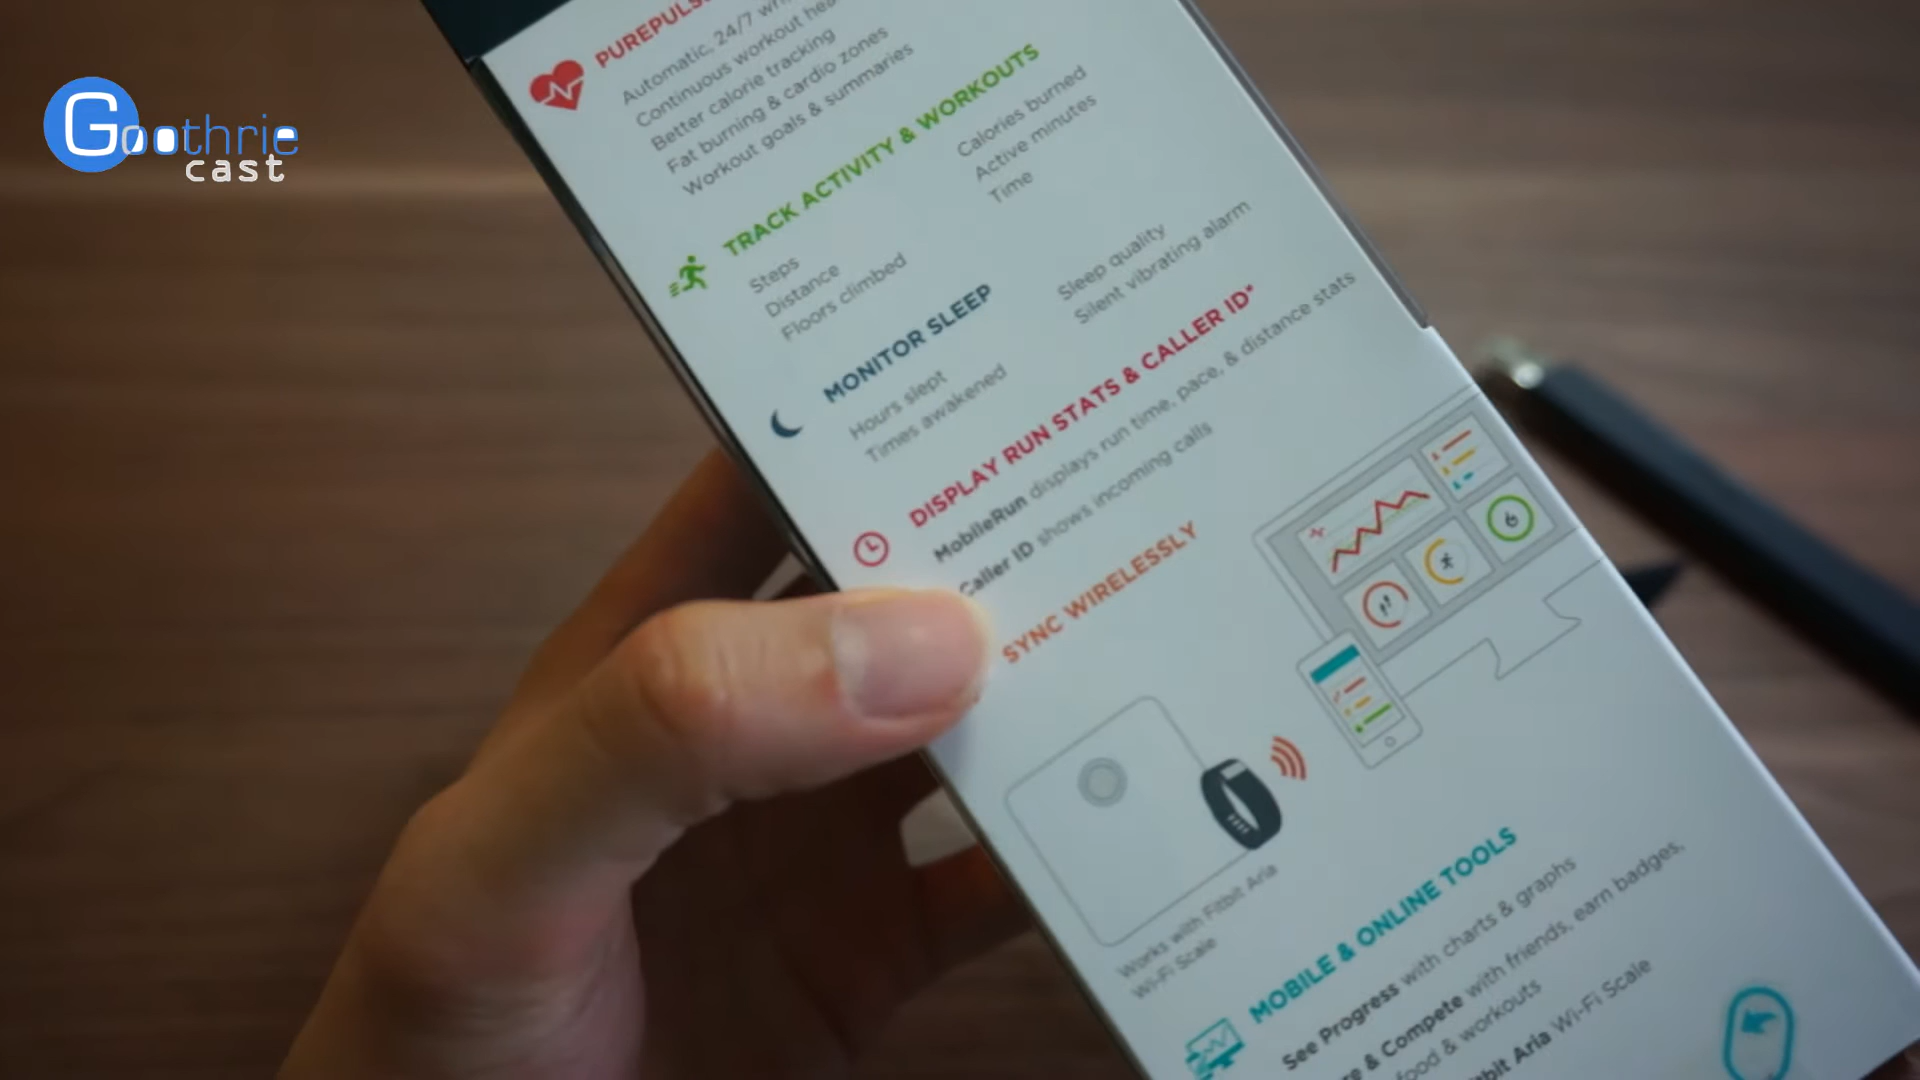 Goothrie
cast
Automatic, 24/7
Continuous workout
Better calorie tracking
Fat burning & cardio zones
Workout goals & summaries
TRACK ACTIVITY & WORKOUTS
Steps
Distance
Floors climbed
Calories burned
Active minutes
Time
MONITOR SLEEP
Hours slept
Times awakened
Sleep quality
Silent vibrating alarm
DISPLAY RUN STATS & CALLER ID*
MobileRun displays run time, pace, & distance stats
Caller ID shows incoming calls
SYNC WIRELESSLY
Works with Fitbit Aria
Wi-Fi Scale
MOBILE & ONLINE TOOLS
See Progress with charts & graphs
& Compete with friends, earn badges,
food & workouts
Aria Wi-Fi Scale